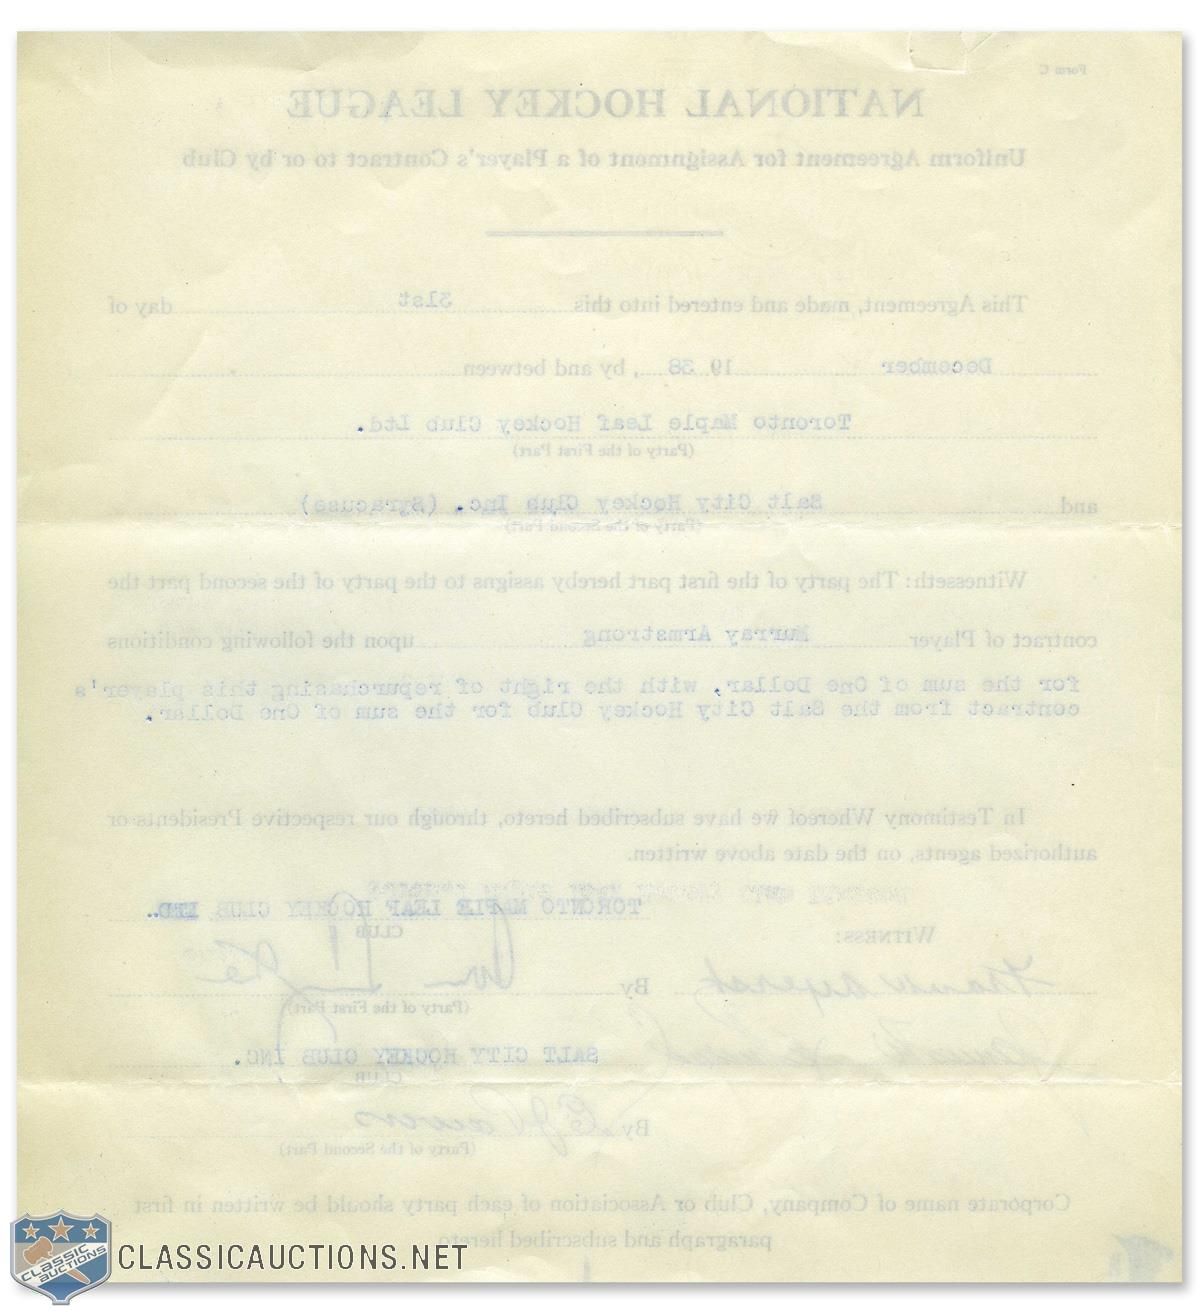 Form C
NATIONAL HOCKEY LEAGUE
Uniform Agreement for Assignment of a Player's Contract to or by Club
This Agreement, made and entered into this 31st day of
December 19 38, by and between
Toronto Maple Leaf Hockey Club Ltd.
(Party of the First Part)
and Salt City Hockey Club Inc. (Syracuse)
(Party of the Second Part)
Witnesseth: The party of the first part hereby assigns to the party of the second part the
contract of Player Murray Armstrong upon the following conditions
for the sum of One Dollar, with the right of repurchasing this player's
contract from the Salt City Hockey Club for the sum of One Dollar.
In Testimony Whereof we have subscribed hereto, through our respective Presidents or
authorized agents, on the date above written.
TORONTO MAPLE LEAF HOCKEY CLUB LTD.
WITNESS: CLUB
Frank Ayerst By Conn Smythe
(Party of the First Part)
SALT CITY HOCKEY CLUB INC.
CLUB
By
(Party of the Second Part)
Corporate name of Company, Club or Association of each party should be written in first
paragraph and subscribed hereto
CLASSIC AUCTIONS
CLASSICAUCTIONS.NET